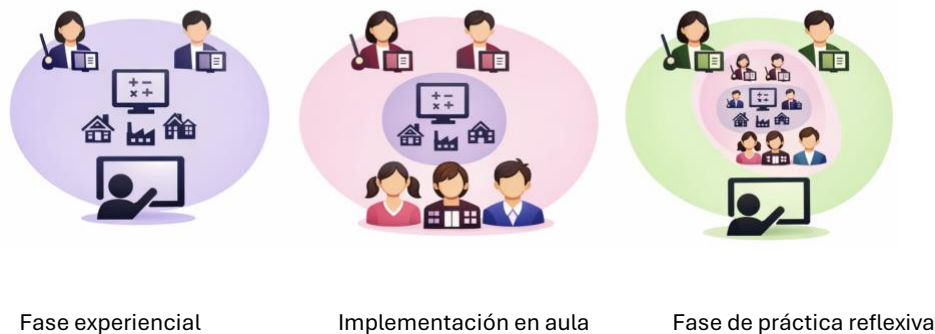 Fase experiencial
Implementación en aula
Fase de práctica reflexiva